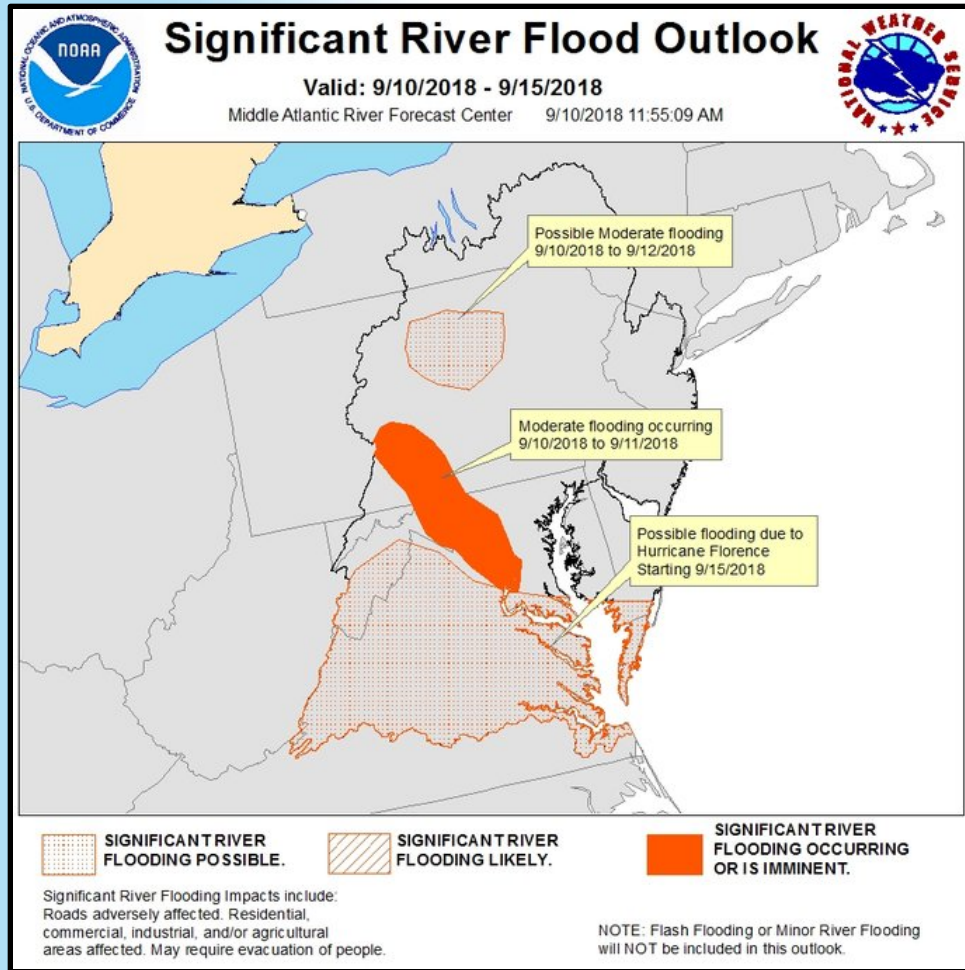 Significant River Flood Outlook
Valid: 9/10/2018 - 9/15/2018
Middle Atlantic River Forecast Center 9/10/2018 11:55:09 AM
NATIONAL OCEANIC AND ATMOSPHERIC ADMINISTRATION
NOAA
U.S. DEPARTMENT OF COMMERCE
NATIONAL WEATHER SERVICE
Possible Moderate flooding
9/10/2018 to 9/12/2018
Moderate flooding occurring
9/10/2018 to 9/11/2018
Possible flooding due to
Hurricane Florence
Starting 9/15/2018
SIGNIFICANT RIVER
FLOODING POSSIBLE.
SIGNIFICANT RIVER
FLOODING LIKELY.
SIGNIFICANT RIVER
FLOODING OCCURRING
OR IS IMMINENT.
Significant River Flooding Impacts include:
Roads adversely affected. Residential,
commercial, industrial, and/or agricultural
areas affected. May require evacuation of people.
NOTE: Flash Flooding or Minor River Flooding
will NOT be included in this outlook.